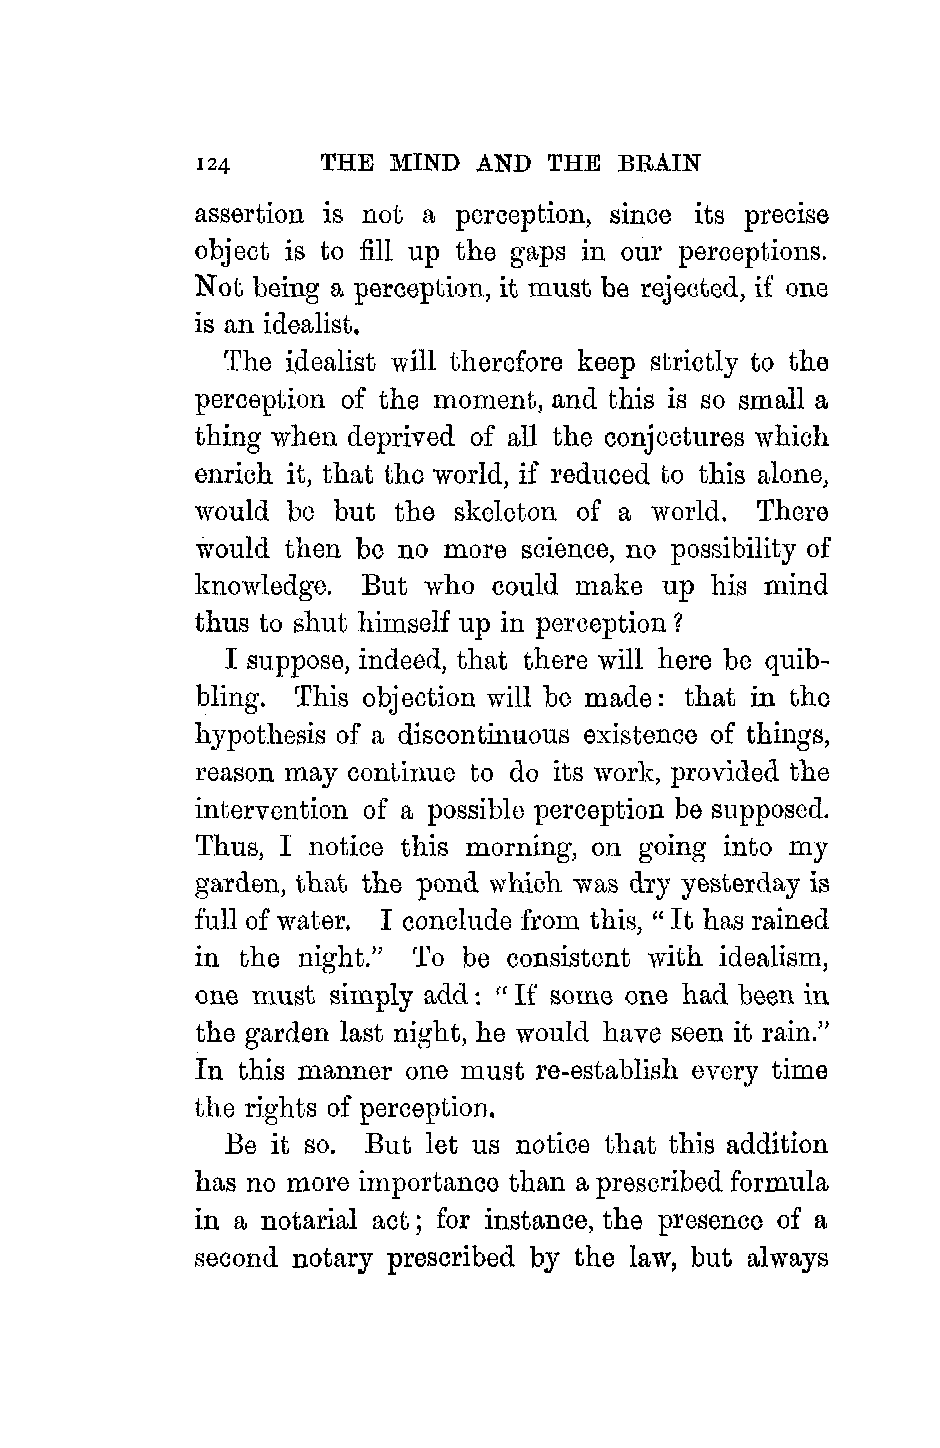 124 THE MIND AND THE BRAIN
assertion is not a perception, since its precise
object is to fill up the gaps in our perceptions.
Not being a perception, it must be rejected, if one
is an idealist.
The idealist will therefore keep strictly to the
perception of the moment, and this is so small a
thing when deprived of all the conjectures which
enrich it, that the world, if reduced to this alone,
would be but the skeleton of a world. There
would then be no more science, no possibility of
knowledge. But who could make up his mind
thus to shut himself up in perception?
I suppose, indeed, that there will here be quib-
bling. This objection will be made: that in the
hypothesis of a discontinuous existence of things,
reason may continue to do its work, provided the
intervention of a possible perception be supposed.
Thus, I notice this morning, on going into my
garden, that the pond which was dry yesterday is
full of water. I conclude from this, "It has rained
in the night." To be consistent with idealism,
one must simply add: "If some one had been in
the garden last night, he would have seen it rain."
In this manner one must re-establish every time
the rights of perception.
Be it so. But let us notice that this addition
has no more importance than a prescribed formula
in a notarial act; for instance, the presence of a
second notary prescribed by the law, but always